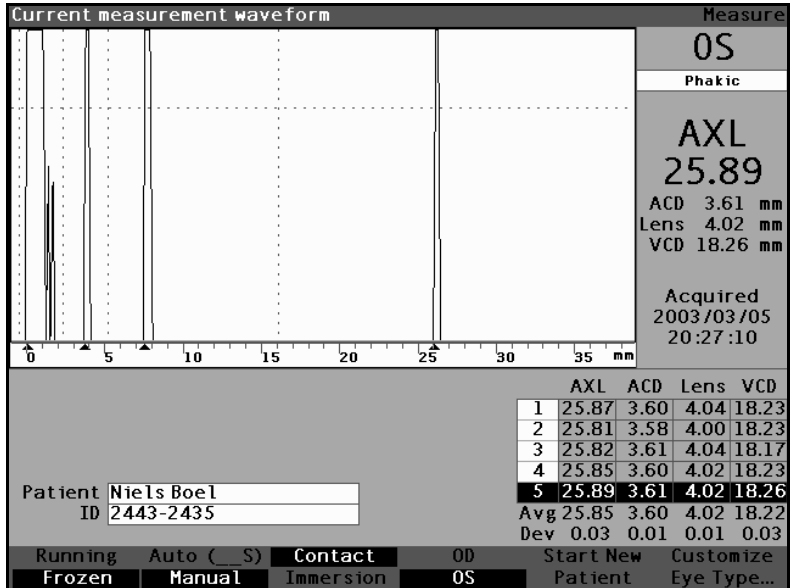 Current measurement waveform Measure
OS
Phakic
AXL
25.89
ACD 3.61 mm
Lens 4.02 mm
VCD 18.26 mm
Acquired
2003/03/05
20:27:10
0 5 10 15 20 25 30 35 mm
AXL ACD Lens VCD
1 25.87 3.60 4.04 18.23
2 25.81 3.58 4.00 18.23
3 25.82 3.61 4.04 18.17
4 25.85 3.60 4.02 18.23
5 25.89 3.61 4.02 18.26
Avg 25.85 3.60 4.02 18.22
Dev 0.03 0.01 0.01 0.03
Patient Niels Boel
ID 2443-2435
Running Auto (__S) Contact OD Start New Customize
Frozen Manual Immersion OS Patient Eye Type...